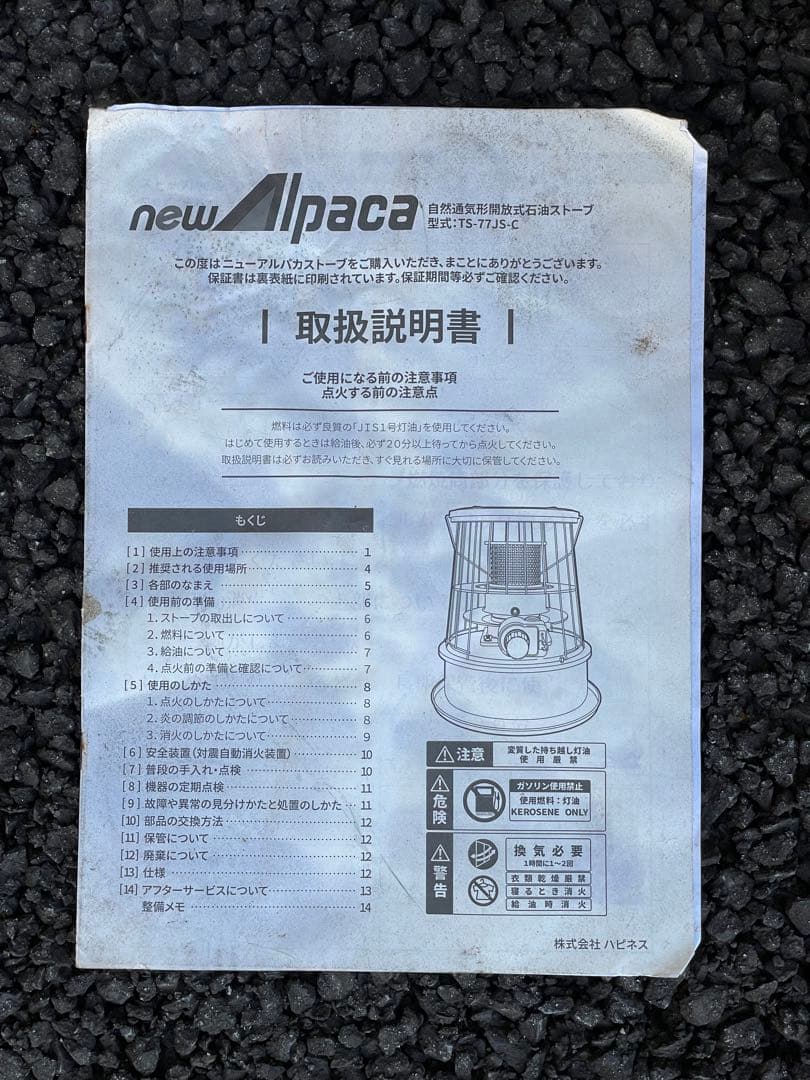 new Alpaca
自然通気形開放式石油ストーブ
型式:TS-77JS-C
この度はニューアルパカストーブをご購入いただき、まことにありがとうございます。
保証書は裏表紙に印刷されています。保証期間等必ずご確認ください。
| 取扱説明書 |
ご使用になる前の注意事項
点火する前の注意点
燃料は必ず良質の「JIS1号灯油」を使用してください。
はじめて使用するときは給油後、必ず20分以上待ってから点火してください。
取扱説明書は必ずお読みいただき、すぐ見れる場所に大切に保管してください。
もくじ
[1] 使用上の注意事項 1
[2] 推奨される使用場所 4
[3] 各部のなまえ 5
[4] 使用前の準備 6
1. ストーブの取出しについて 6
2. 燃料について 6
3. 給油について 7
4. 点火前の準備と確認について 7
[5] 使用のしかた 8
1. 点火のしかたについて 8
2. 炎の調節のしかたについて 8
3. 消火のしかたについて 9
[6] 安全装置(対震自動消火装置) 10
[7] 普段の手入れ・点検 10
[8] 機器の定期点検 11
[9] 故障や異常の見分けかたと処置のしかた 11
[10] 部品の交換方法 12
[11] 保管について 12
[12] 廃棄について 12
[13] 仕様 12
[14] アフターサービスについて 13
整備メモ 14
注意
変質した持ち越し灯油
使用厳禁
危険
ガソリン使用禁止
使用燃料:灯油
KEROSENE ONLY
警告
換気必要
1時間に1〜2回
衣類乾燥厳禁
寝るとき消火
給油時消火
株式会社 ハピネス